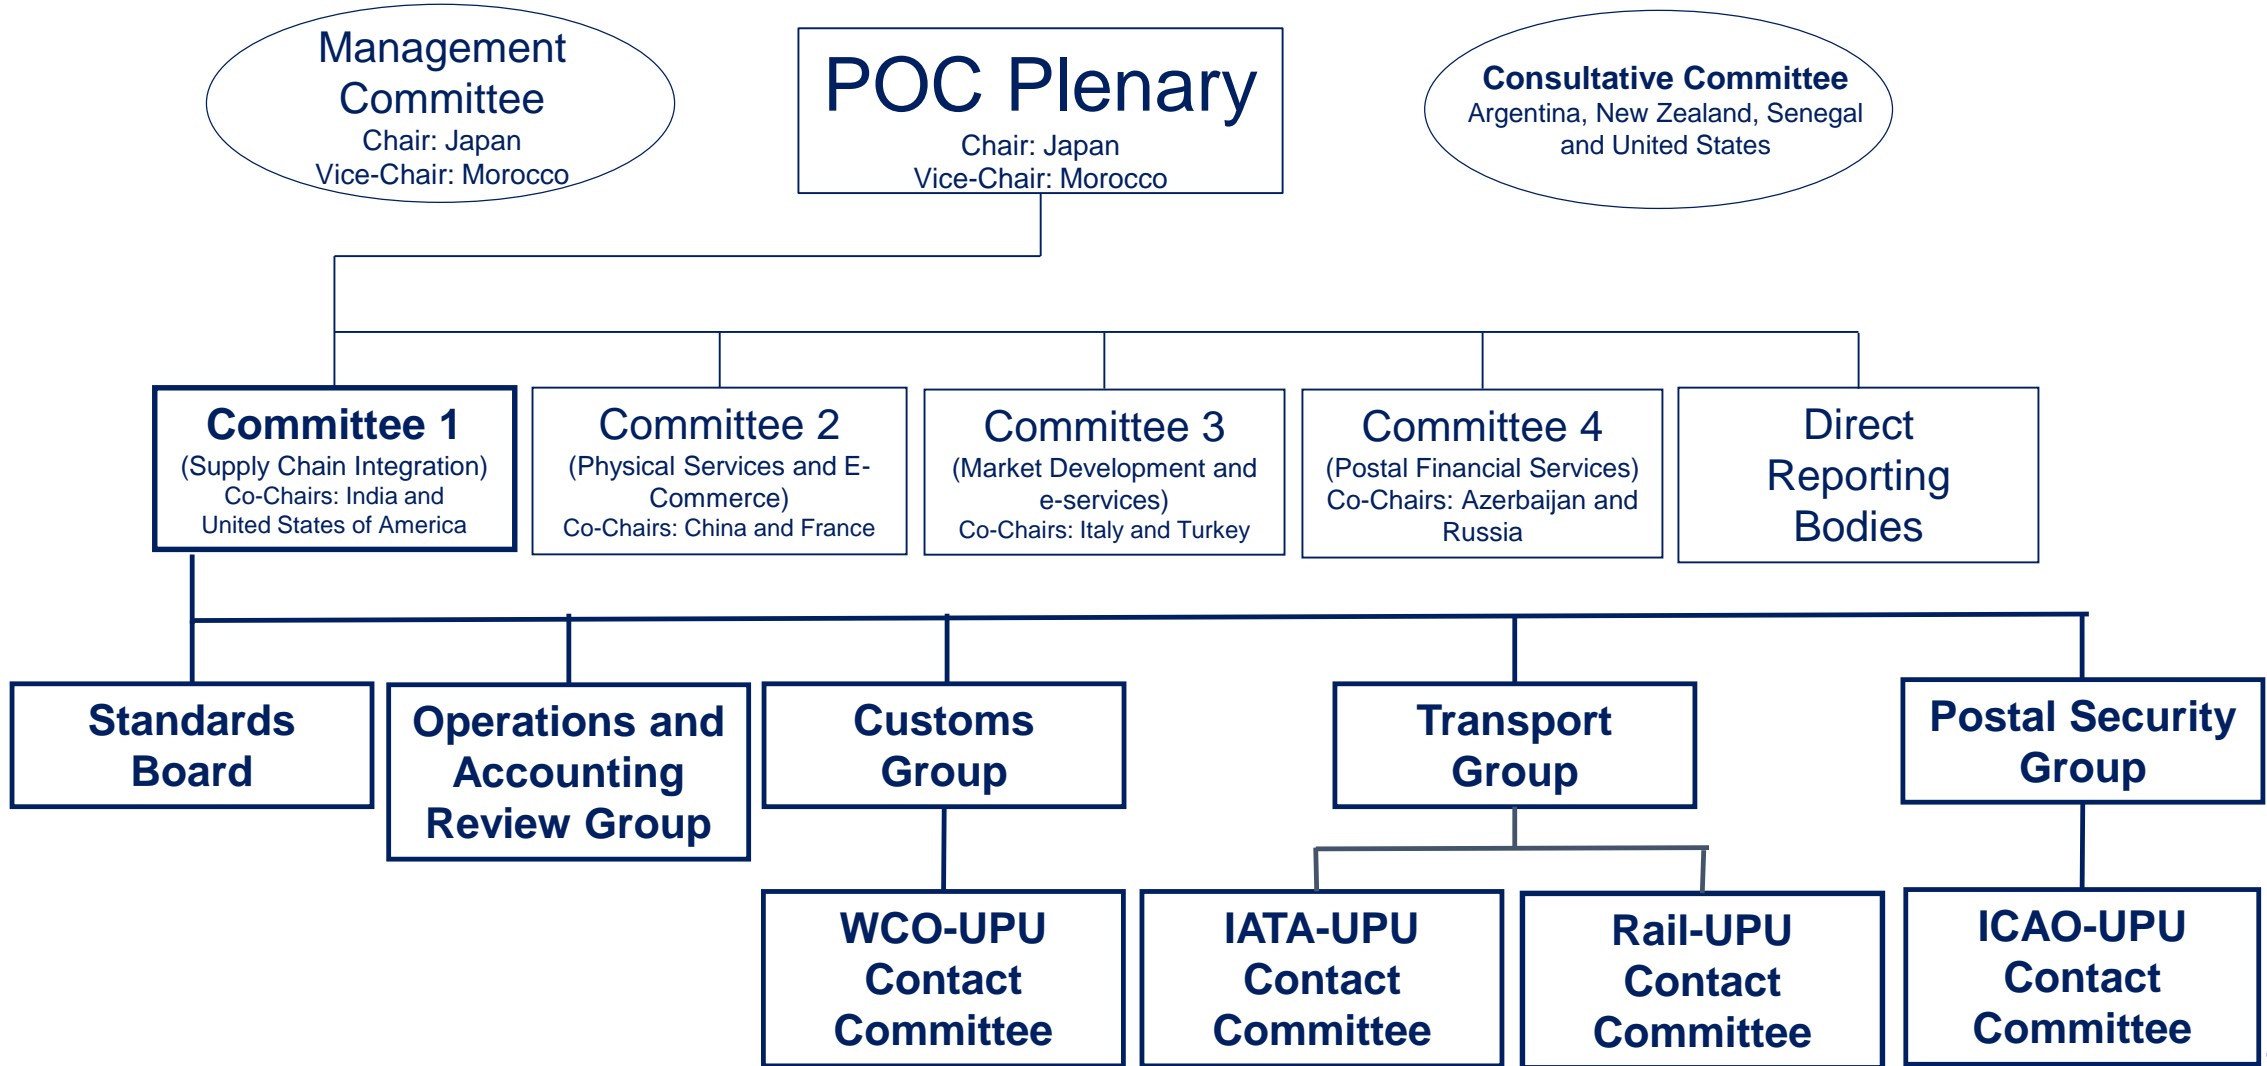 Management
Committee
Chair: Japan
Vice-Chair: Morocco
POC Plenary
Chair: Japan
Vice-Chair: Morocco
Consultative Committee
Argentina, New Zealand, Senegal
and United States
Committee 1
(Supply Chain Integration)
Co-Chairs: India and
United States of America
Committee 2
(Physical Services and E-
Commerce)
Co-Chairs: China and France
Committee 3
(Market Development and
e-services)
Co-Chairs: Italy and Turkey
Committee 4
(Postal Financial Services)
Co-Chairs: Azerbaijan and
Russia
Direct
Reporting
Bodies
Standards
Board
Operations and
Accounting
Review Group
Customs
Group
Transport
Group
Postal Security
Group
WCO-UPU
Contact
Committee
IATA-UPU
Contact
Committee
Rail-UPU
Contact
Committee
ICAO-UPU
Contact
Committee